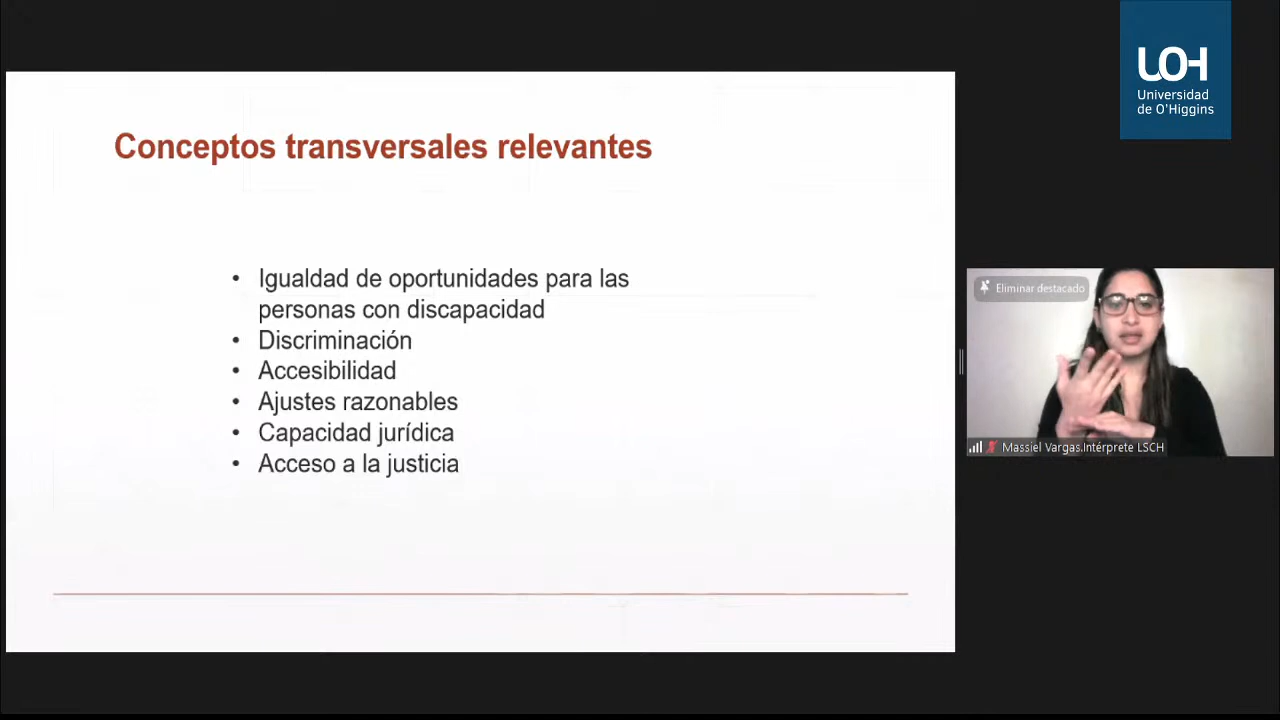 UOH
Universidad
de O'Higgins
Conceptos transversales relevantes
• Igualdad de oportunidades para las
personas con discapacidad
• Discriminación
• Accesibilidad
• Ajustes razonables
• Capacidad jurídica
• Acceso a la justicia
Eliminar destacado
Massiel Vargas.Intérprete LSCH